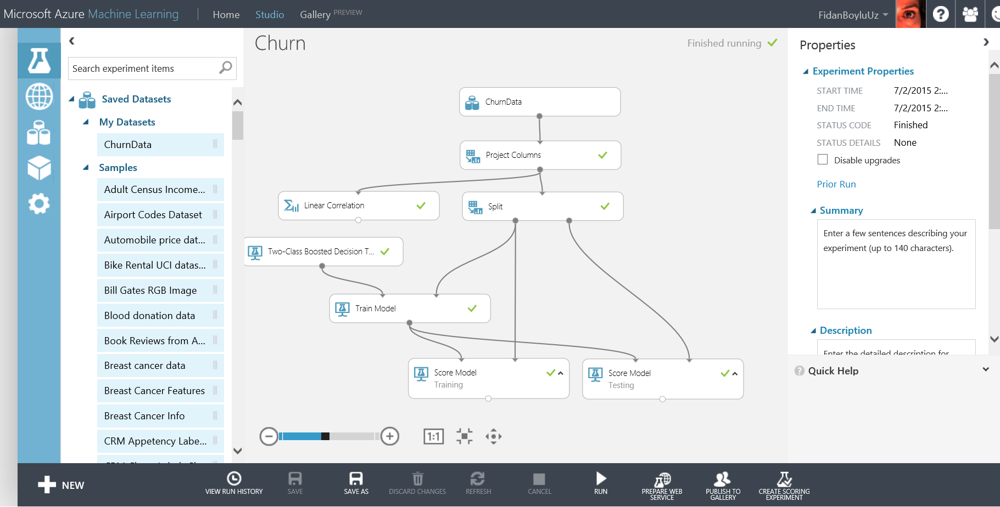 Microsoft Azure Machine Learning
Home
Studio
Gallery PREVIEW
FidanBoyluUz
Search experiment items
Saved Datasets
My Datasets
ChurnData
Samples
Adult Census Income...
Airport Codes Dataset
Automobile price dat...
Bike Rental UCI datas...
Bill Gates RGB Image
Blood donation data
Book Reviews from A...
Breast cancer data
Breast Cancer Features
Breast Cancer Info
CRM Appetency Labe...
Churn
Finished running
ChurnData
Project Columns
Linear Correlation
Split
Two-Class Boosted Decision T...
Train Model
Score Model
Training
Score Model
Testing
1:1
Properties
Experiment Properties
START TIME 7/2/2015 2:...
END TIME 7/2/2015 2:...
STATUS CODE Finished
STATUS DETAILS None
Disable upgrades
Prior Run
Summary
Enter a few sentences describing your
experiment (up to 140 characters).
Description
Enter the detailed description for
Quick Help
NEW
VIEW RUN HISTORY
SAVE
SAVE AS
DISCARD CHANGES
REFRESH
CANCEL
RUN
PREPARE WEB
SERVICE
PUBLISH TO
GALLERY
CREATE SCORING
EXPERIMENT